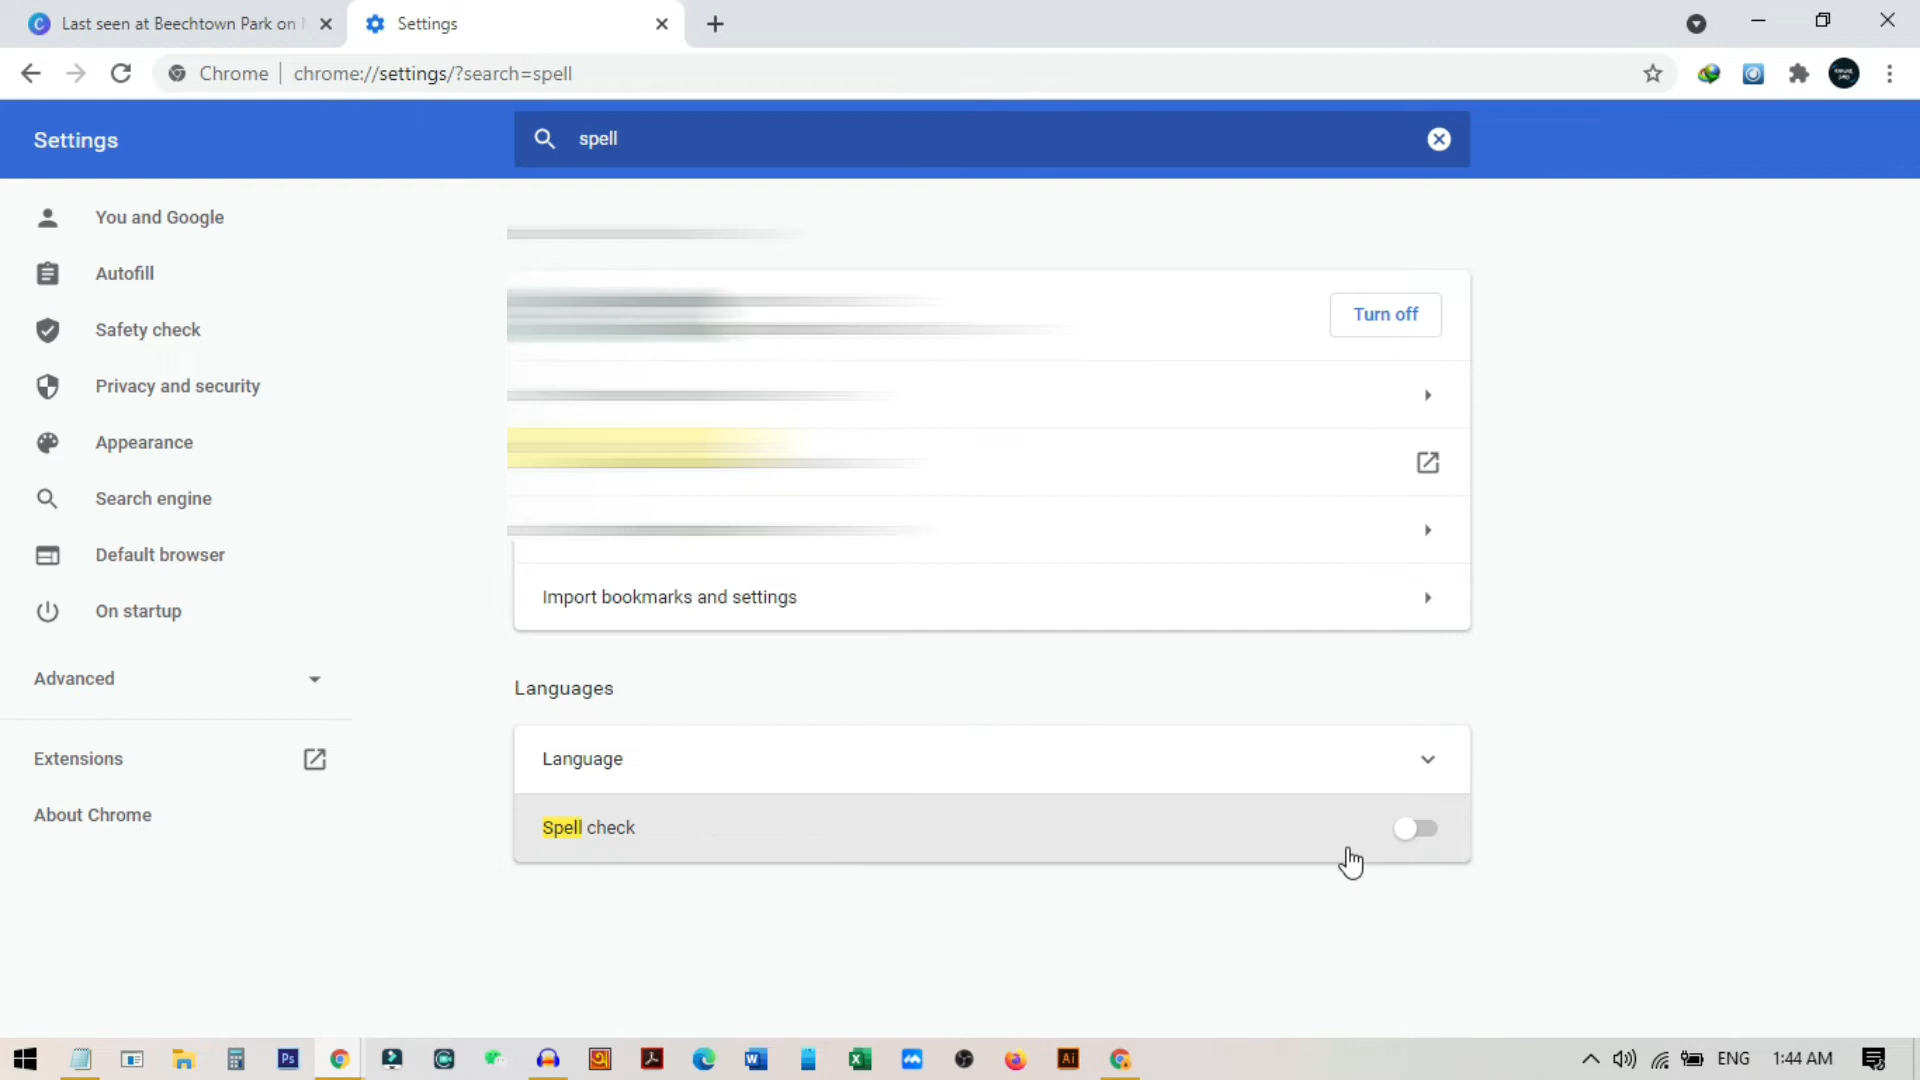 Last seen at Beechtown Park on
Settings
Chrome
chrome://settings/?search=spell
Settings
spell
You and Google
Autofill
Safety check
Privacy and security
Appearance
Search engine
Default browser
On startup
Advanced
Extensions
About Chrome
Turn off
Import bookmarks and settings
Languages
Language
Spell check
Ps
Ai
ENG
1:44 AM